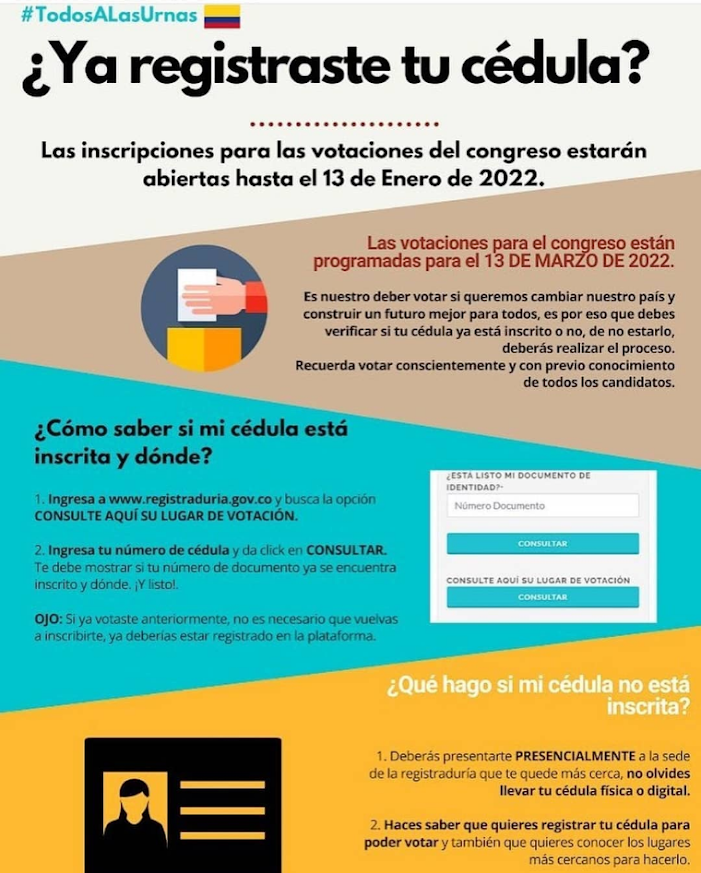 #TodosALasUrnas
¿Ya registraste tu cédula?
Las inscripciones para las votaciones del congreso estarán
abiertas hasta el 13 de Enero de 2022.
Las votaciones para el congreso están
programadas para el 13 DE MARZO DE 2022.
Es nuestro deber votar si queremos cambiar nuestro país y
construir un futuro mejor para todos, es por eso que debes
verificar si tu cédula ya está inscrito o no, de no estarlo,
deberás realizar el proceso.
Recuerda votar conscientemente y con previo conocimiento
de todos los candidatos.
¿Cómo saber si mi cédula está
inscrita y dónde?
1. Ingresa a www.registraduria.gov.co y busca la opción
CONSULTE AQUÍ SU LUGAR DE VOTACIÓN.
2. Ingresa tu número de cédula y da click en CONSULTAR.
Te debe mostrar si tu número de documento ya se encuentra
inscrito y dónde. ¡Y listo!.
OJO: Si ya votaste anteriormente, no es necesario que vuelvas
a inscribirte, ya deberías estar registrado en la plataforma.
¿ESTA LISTO MI DOCUMENTO DE
IDENTIDAD?-
Número Documento
CONSULTAR
CONSULTE AQUÍ SU LUGAR DE VOTACIÓN
CONSULTAR
¿Qué hago si mi cédula no está
inscrita?
1. Deberás presentarte PRESENCIALMENTE a la sede
de la registraduría que te quede más cerca, no olvides
llevar tu cédula física o digital.
2. Haces saber que quieres registrar tu cédula para
poder votar y también que quieres conocer los lugares
más cercanos para hacerlo.